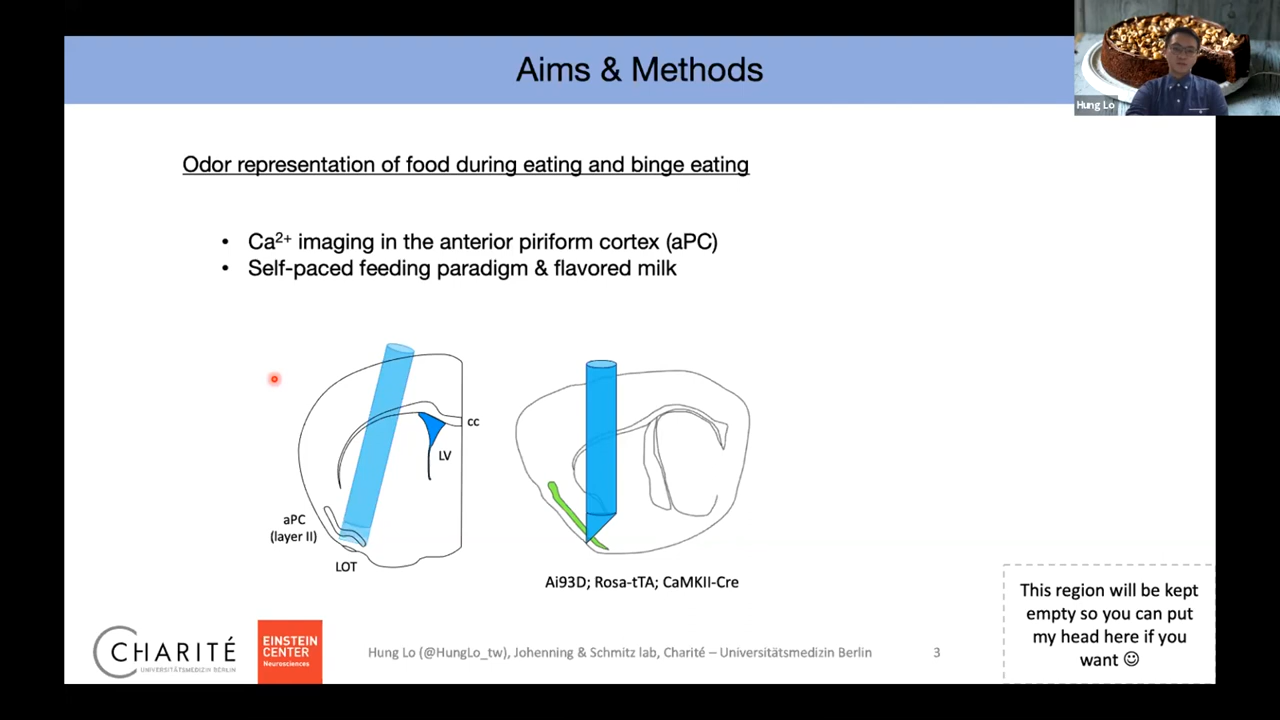 Aims & Methods
Hung Lo
Odor representation of food during eating and binge eating
• Ca²⁺ imaging in the anterior piriform cortex (aPC)
• Self-paced feeding paradigm & flavored milk
cc
LV
aPC
(layer II)
LOT
Ai93D; Rosa-tTA; CaMKII-Cre
This region will be kept
empty so you can put
my head here if you
want ☺
CHARITÉ
UNIVERSITÄTSMEDIZIN BERLIN
EINSTEIN
CENTER
Neurosciences
Hung Lo (@HungLo_tw), Johenning & Schmitz lab, Charité – Universitätsmedizin Berlin
3